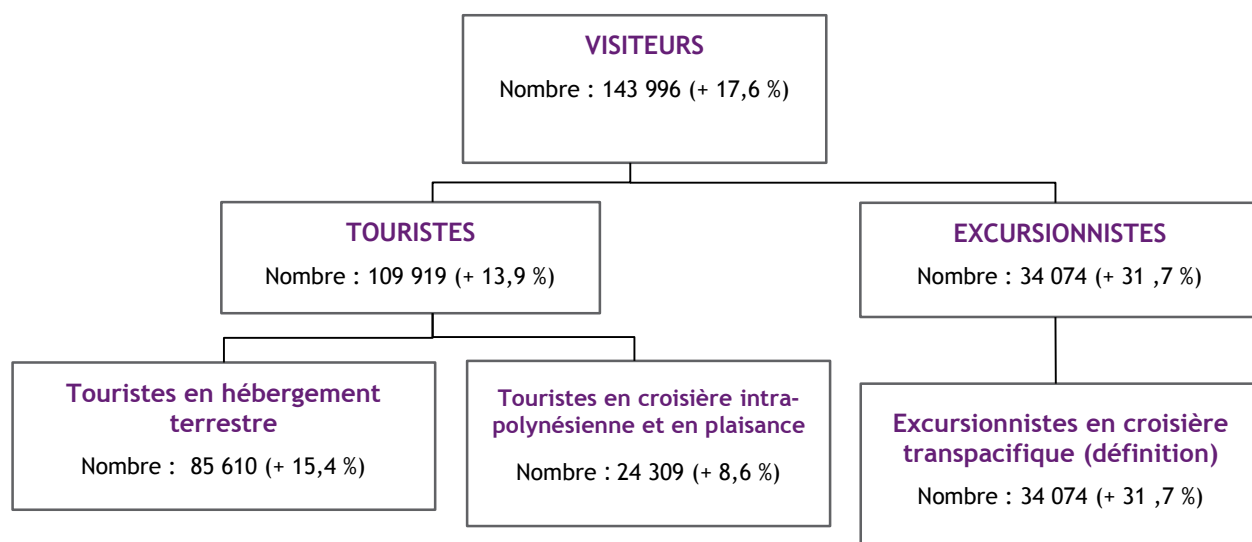 VISITEURS
Nombre : 143 996 (+ 17,6 %)
TOURISTES
Nombre : 109 919 (+ 13,9 %)
EXCURSIONNISTES
Nombre : 34 074 (+ 31 ,7 %)
Touristes en hébergement
terrestre
Nombre :  85 610 (+ 15,4 %)
Touristes en croisière intra-
polynésienne et en plaisance
Nombre : 24 309 (+ 8,6 %)
Excursionnistes en croisière
transpacifique (définition)
Nombre : 34 074 (+ 31 ,7 %)